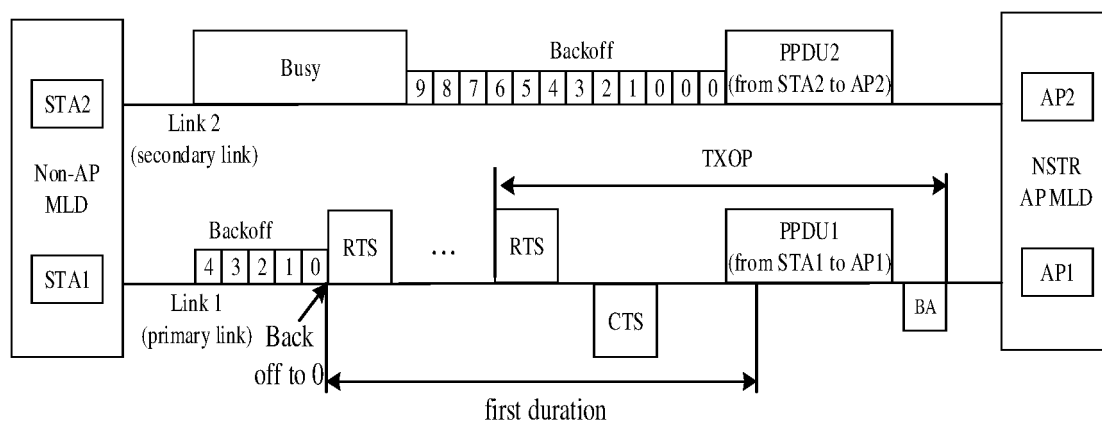 STA2
Non-AP
MLD
STA1
Busy
Backoff
9 8 7 6 5 4 3 2 1 0 0 0
PPDU2
(from STA2 to AP2)
Link 2
(secondary link)
TXOP
Backoff
4 3 2 1 0
RTS
...
RTS
PPDU1
(from STA1 to AP1)
Link 1
(primary link)
Back
off to 0
CTS
BA
first duration
AP2
NSTR
AP MLD
AP1